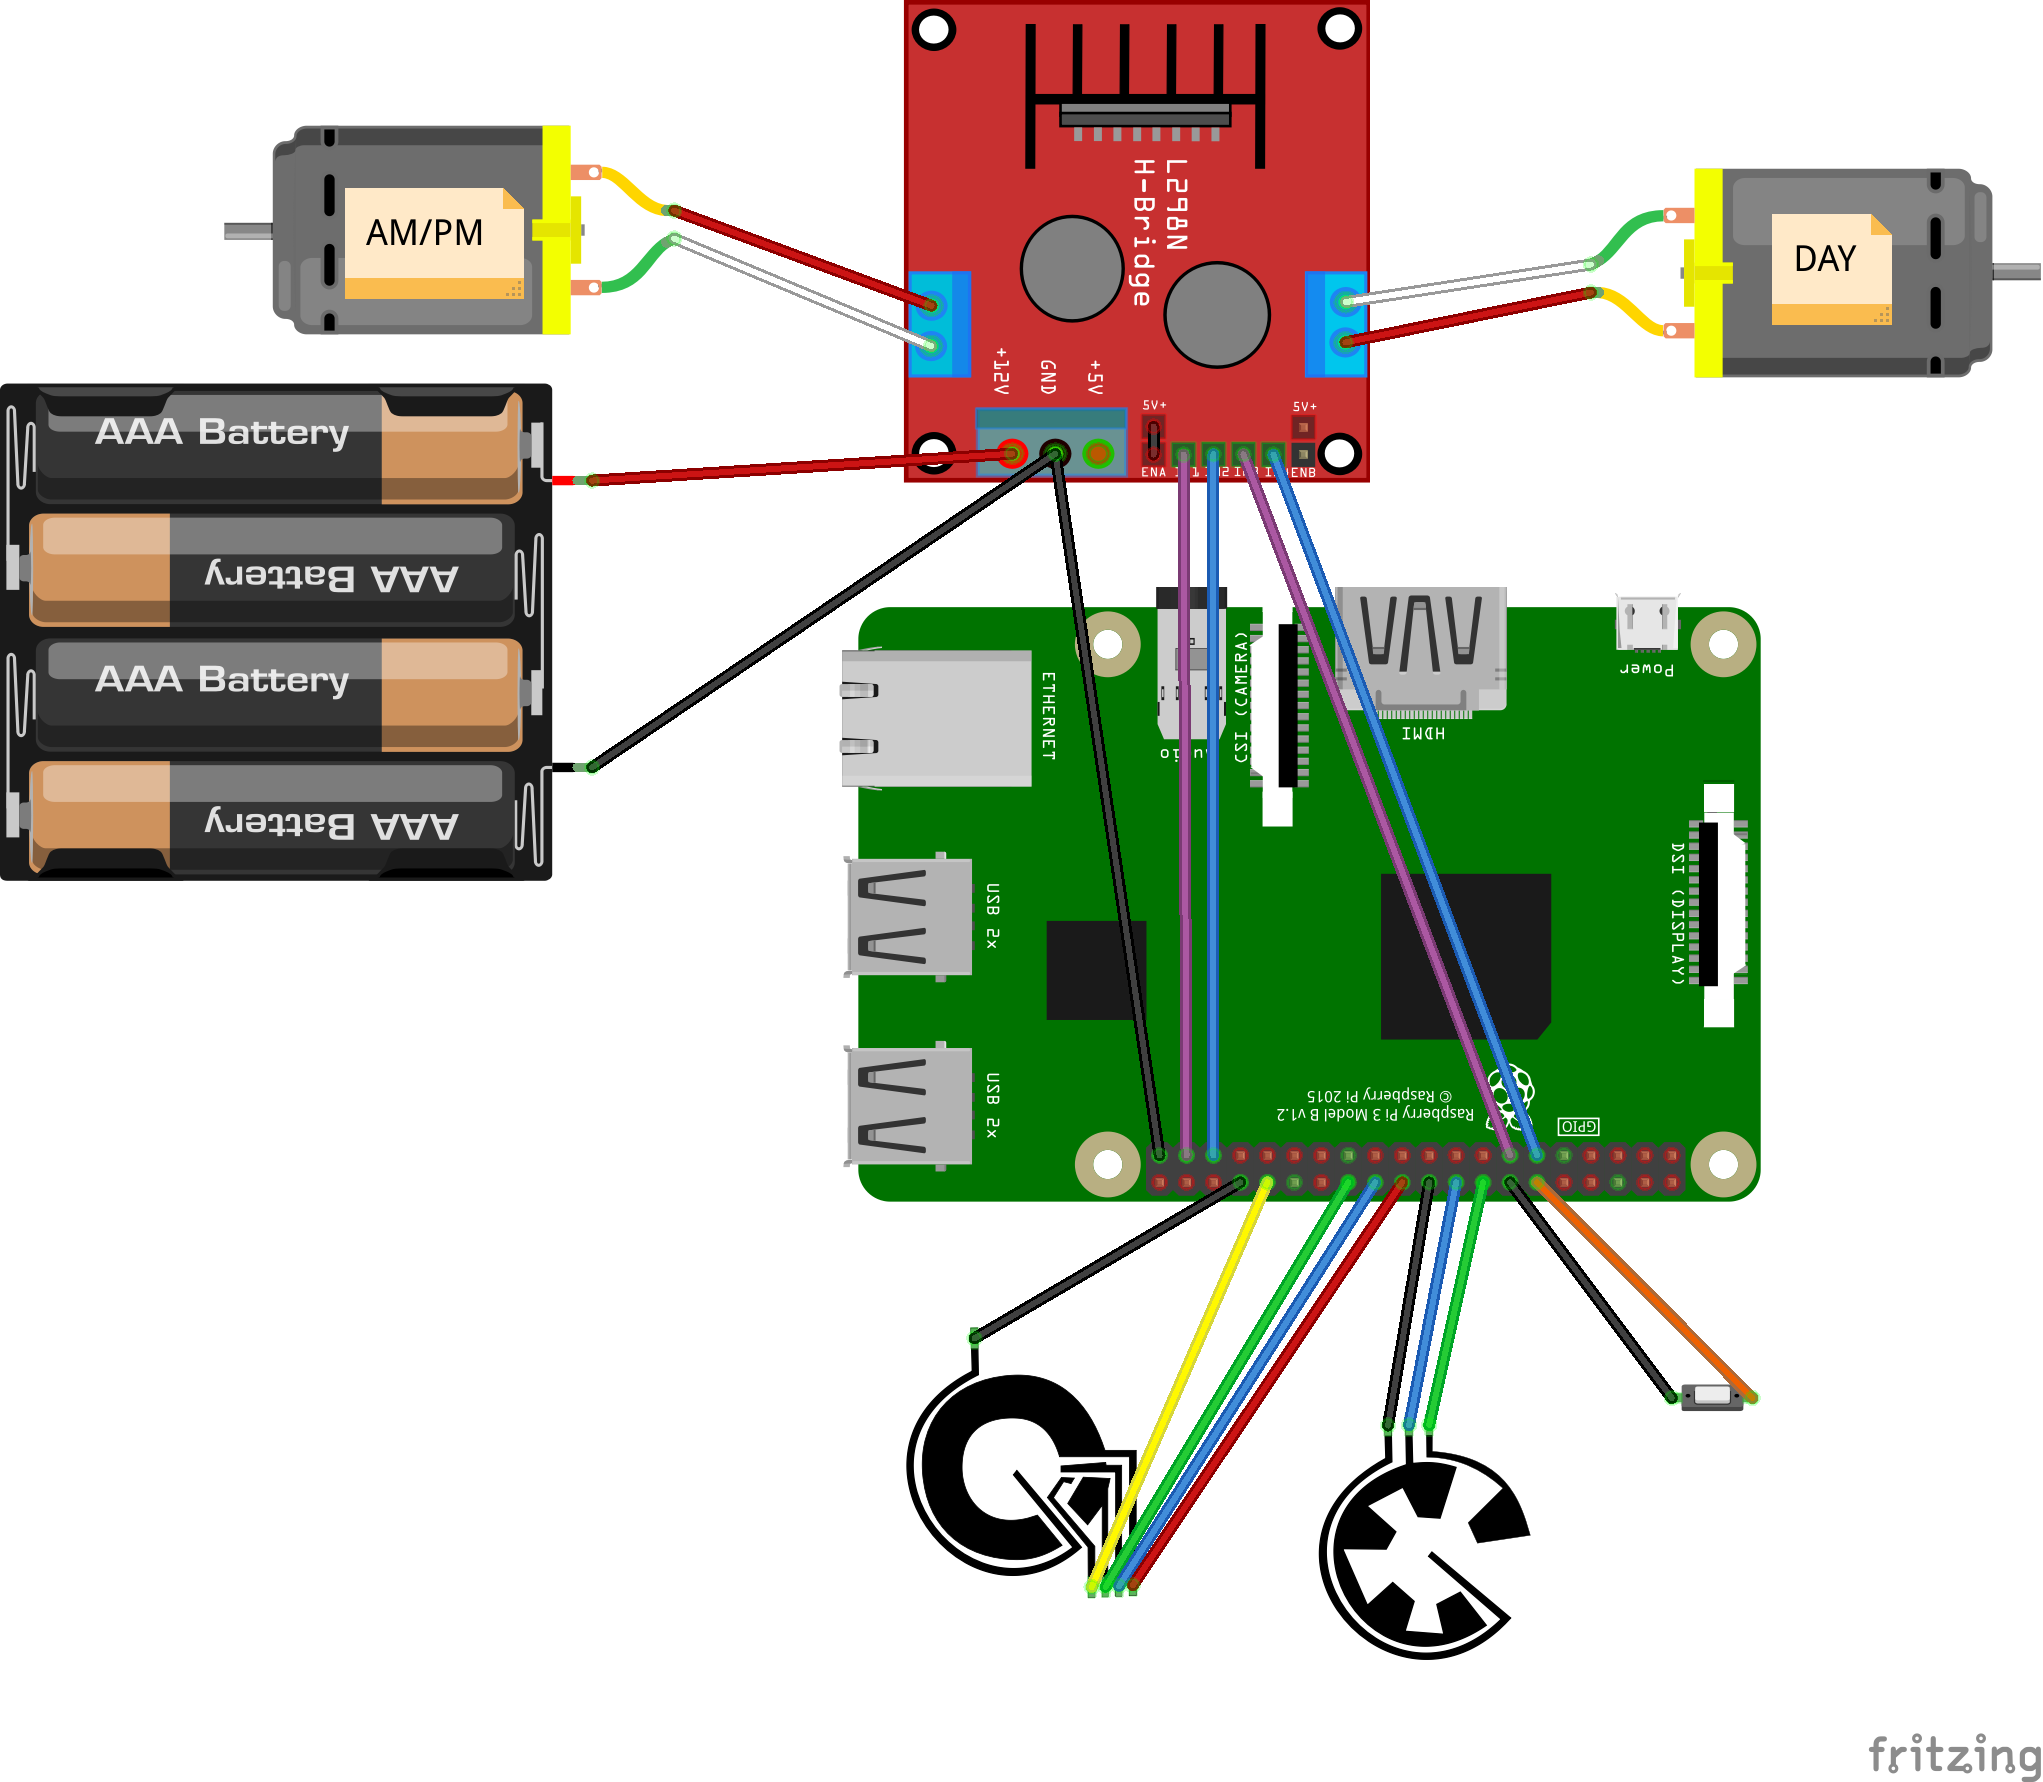 L298N
H-Bridge
AM/PM
DAY
+12V
GND
+5V
5V+
5V+
ENA
ENB
AAA Battery
AAA Battery
AAA Battery
AAA Battery
ETHERNET
Audio
CSI (CAMERA)
HDMI
Power
USB 2x
USB 2x
DSI (DISPLAY)
Raspberry Pi 3 Model B v1.2
© Raspberry Pi 2015
GPIO
fritzing